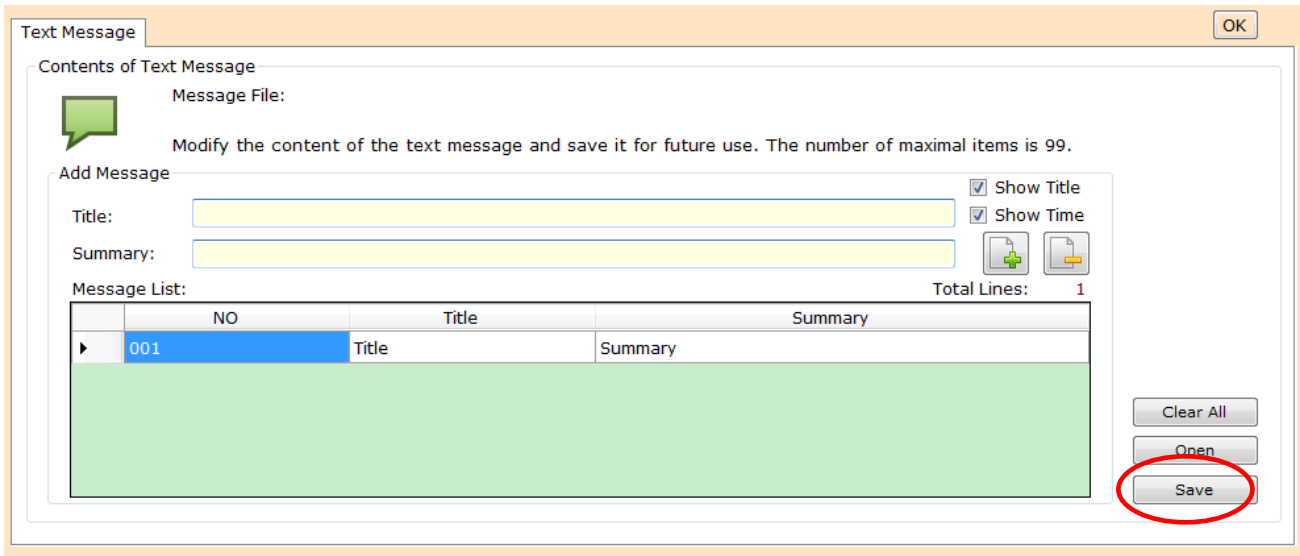 Text Message
OK
Contents of Text Message
Message File:
Modify the content of the text message and save it for future use. The number of maximal items is 99.
Add Message
Show Title
Title:
Show Time
Summary:
Message List:
Total Lines: 1
NO Title Summary
001 Title Summary
Clear All
Open
Save